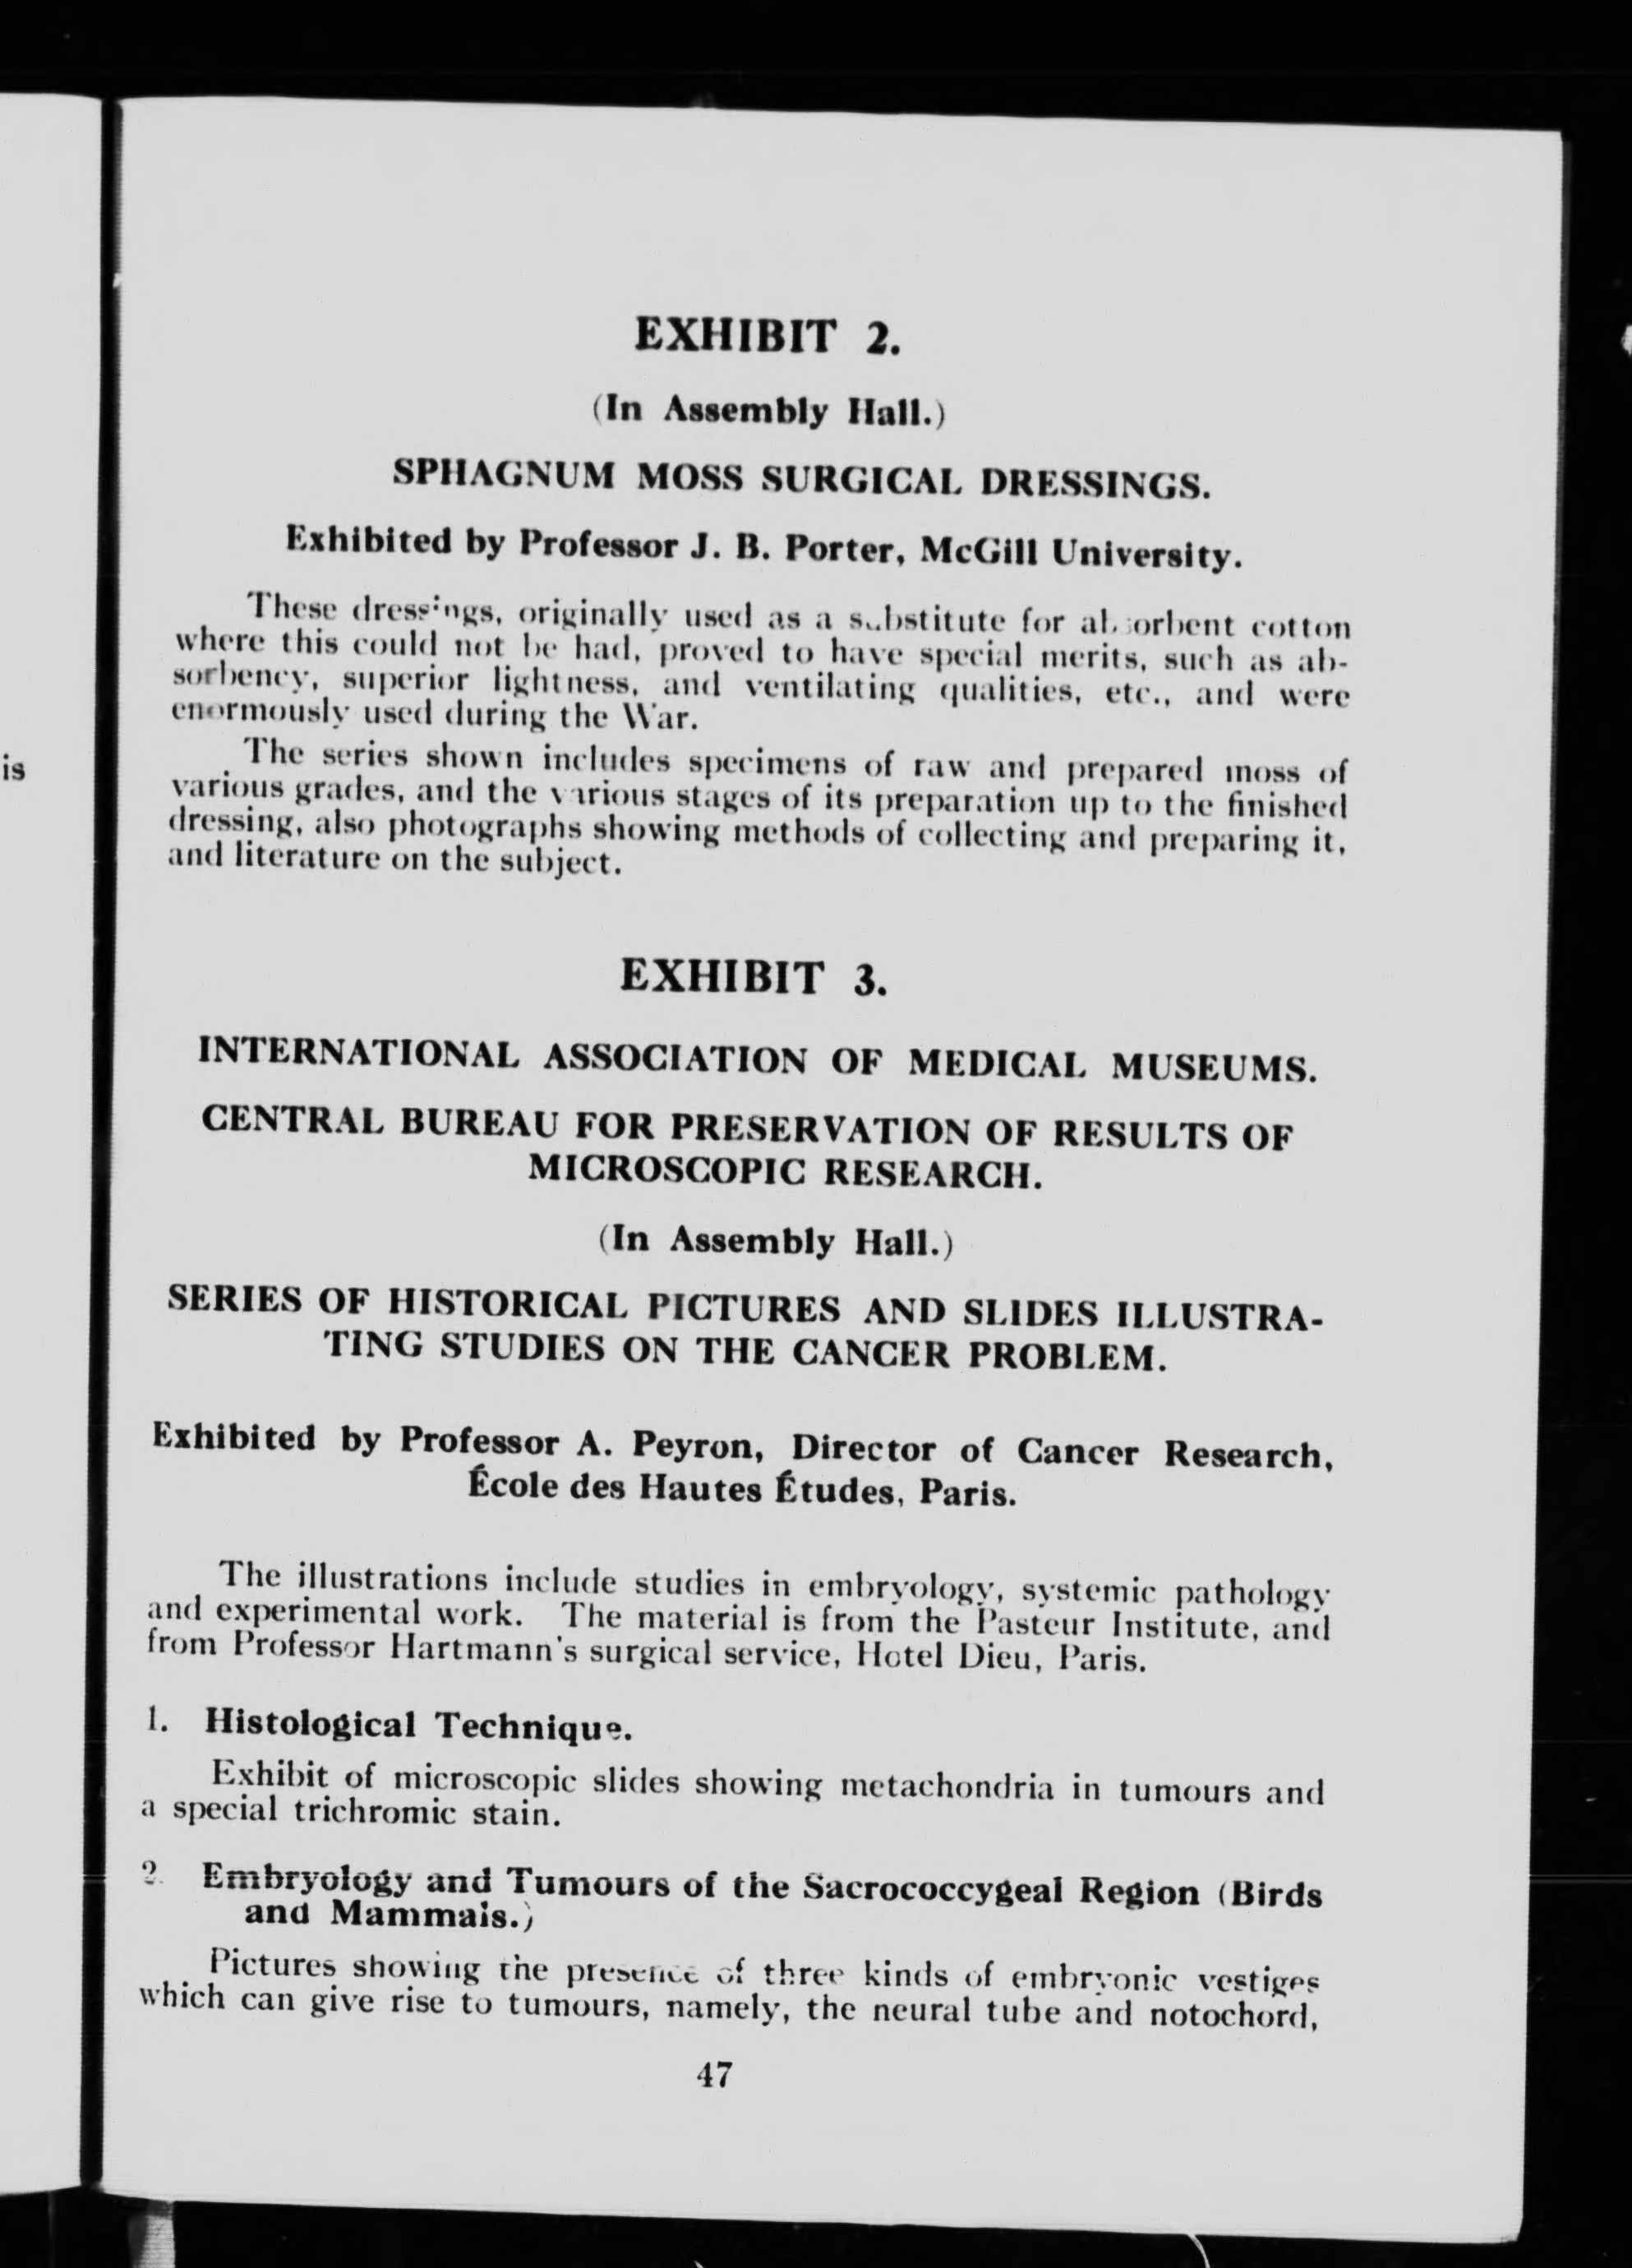 EXHIBIT 2.
(In Assembly Hall.)
SPHAGNUM MOSS SURGICAL DRESSINGS.
Exhibited by Professor J. B. Porter, McGill University.
These dressings, originally used as a substitute for absorbent cotton
where this could not be had, proved to have special merits, such as ab-
sorbency, superior lightness, and ventilating qualities, etc., and were
enormously used during the War.
The series shown includes specimens of raw and prepared moss of
various grades, and the various stages of its preparation up to the finished
dressing, also photographs showing methods of collecting and preparing it,
and literature on the subject.
is
EXHIBIT 3.
INTERNATIONAL ASSOCIATION OF MEDICAL MUSEUMS.
CENTRAL BUREAU FOR PRESERVATION OF RESULTS OF
MICROSCOPIC RESEARCH.
(In Assembly Hall.)
SERIES OF HISTORICAL PICTURES AND SLIDES ILLUSTRA-
TING STUDIES ON THE CANCER PROBLEM.
Exhibited by Professor A. Peyron, Director of Cancer Research,
École des Hautes Études, Paris.
The illustrations include studies in embryology, systemic pathology
and experimental work. The material is from the Pasteur Institute, and
from Professor Hartmann's surgical service, Hotel Dieu, Paris.
1. Histological Technique.
Exhibit of microscopic slides showing metachondria in tumours and
a special trichromic stain.
2. Embryology and Tumours of the Sacrococcygeal Region (Birds
and Mammals.)
Pictures showing the presence of three kinds of embryonic vestiges
which can give rise to tumours, namely, the neural tube and notochord,
47